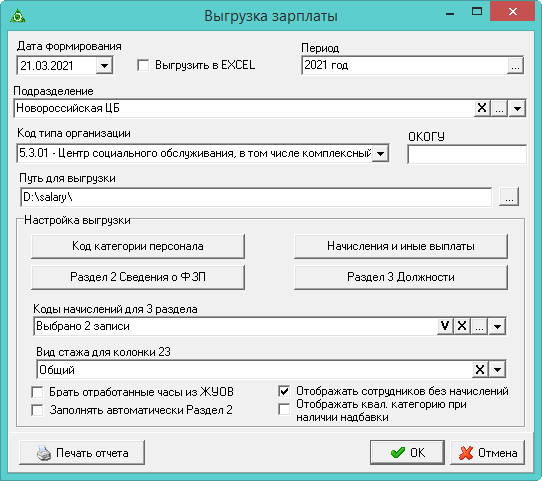 Выгрузка зарплаты
Дата формирования
Период
21.03.2021
Выгрузить в EXCEL
2021 год
...
Подразделение
Новороссийская ЦБ
X ...
Код типа организации
ОКОГУ
5.3.01 - Центр социального обслуживания, в том числе комплексный
Путь для выгрузки
D:\salary\
...
Настройка выгрузки
Код категории персонала
Начисления и иные выплаты
Раздел 2 Сведения о ФЗП
Раздел 3 Должности
Коды начислений для 3 раздела
Выбрано 2 записи
V X ...
Вид стажа для колонки 23
Общий
X
Брать отработанные часы из ЖУОВ
Отображать сотрудников без начислений
Заполнять автоматически Раздел 2
Отображать квал. категорию при
наличии надбавки
Печать отчета
OK
Отмена